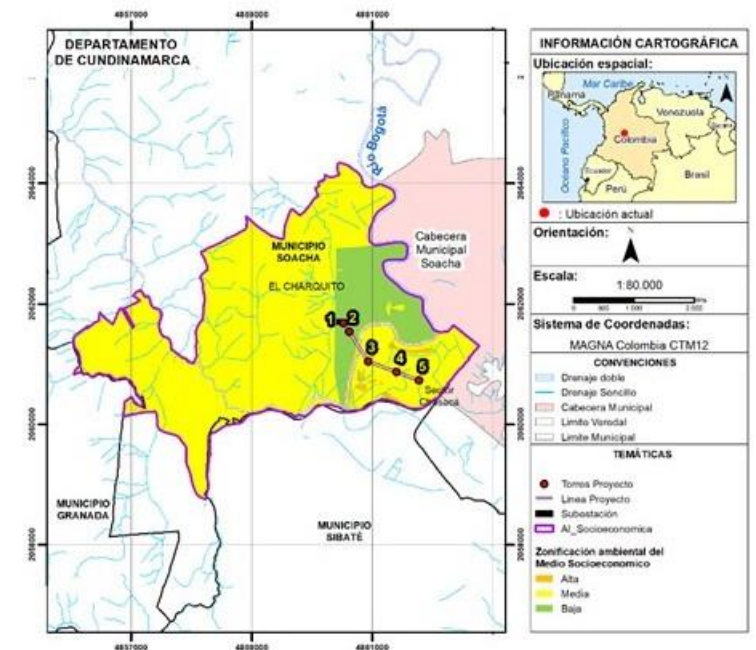 4857000 4859000 4861000
DEPARTAMENTO
DE CUNDINAMARCA
Río Bogotá
2064000
2064000
Cabecera
Municipal
Soacha
MUNICIPIO
SOACHA
EL CHARQUITO
2062000
2062000
1 2
3
4
5
Sector
2060000
2060000
MUNICIPIO
GRANADA
MUNICIPIO
SIBATÉ
2058000
2058000
4857000 4859000 4861000
INFORMACIÓN CARTOGRÁFICA
Ubicación espacial:
Mar Caribe
Panamá
Venezuela
Colombia
Océano Pacífico
Ecuador
Perú
Brasil
: Ubicación actual
Orientación:
Escala:
1:80.000
Sistema de Coordenadas:
MAGNA Colombia CTM12
CONVENCIONES
Drenaje doble
Drenaje Sencillo
Cabecera Municipal
Limite Veredal
Limite Municipal
TEMÁTICAS
Torres Proyecto
Linea Proyecto
Subestación
AI_Socioeconomica
Zonificación ambiental del
Medio Socioeconomico
Alta
Media
Baja